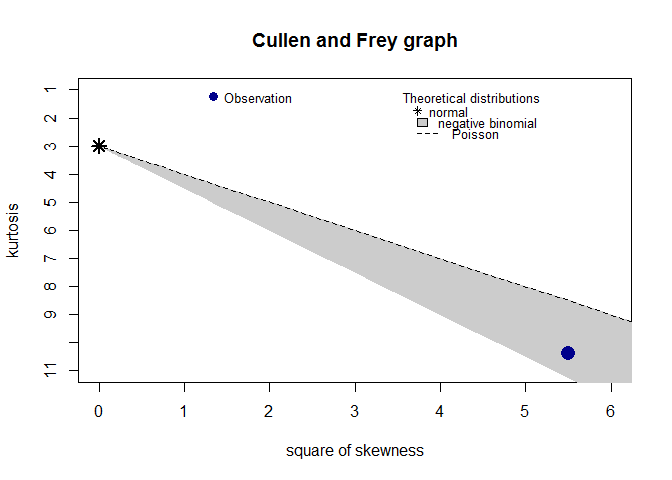 Cullen and Frey graph
Observation
Theoretical distributions
normal
negative binomial
Poisson
kurtosis
1
2
3
4
5
6
7
8
9
11
0 1 2 3 4 5 6
square of skewness